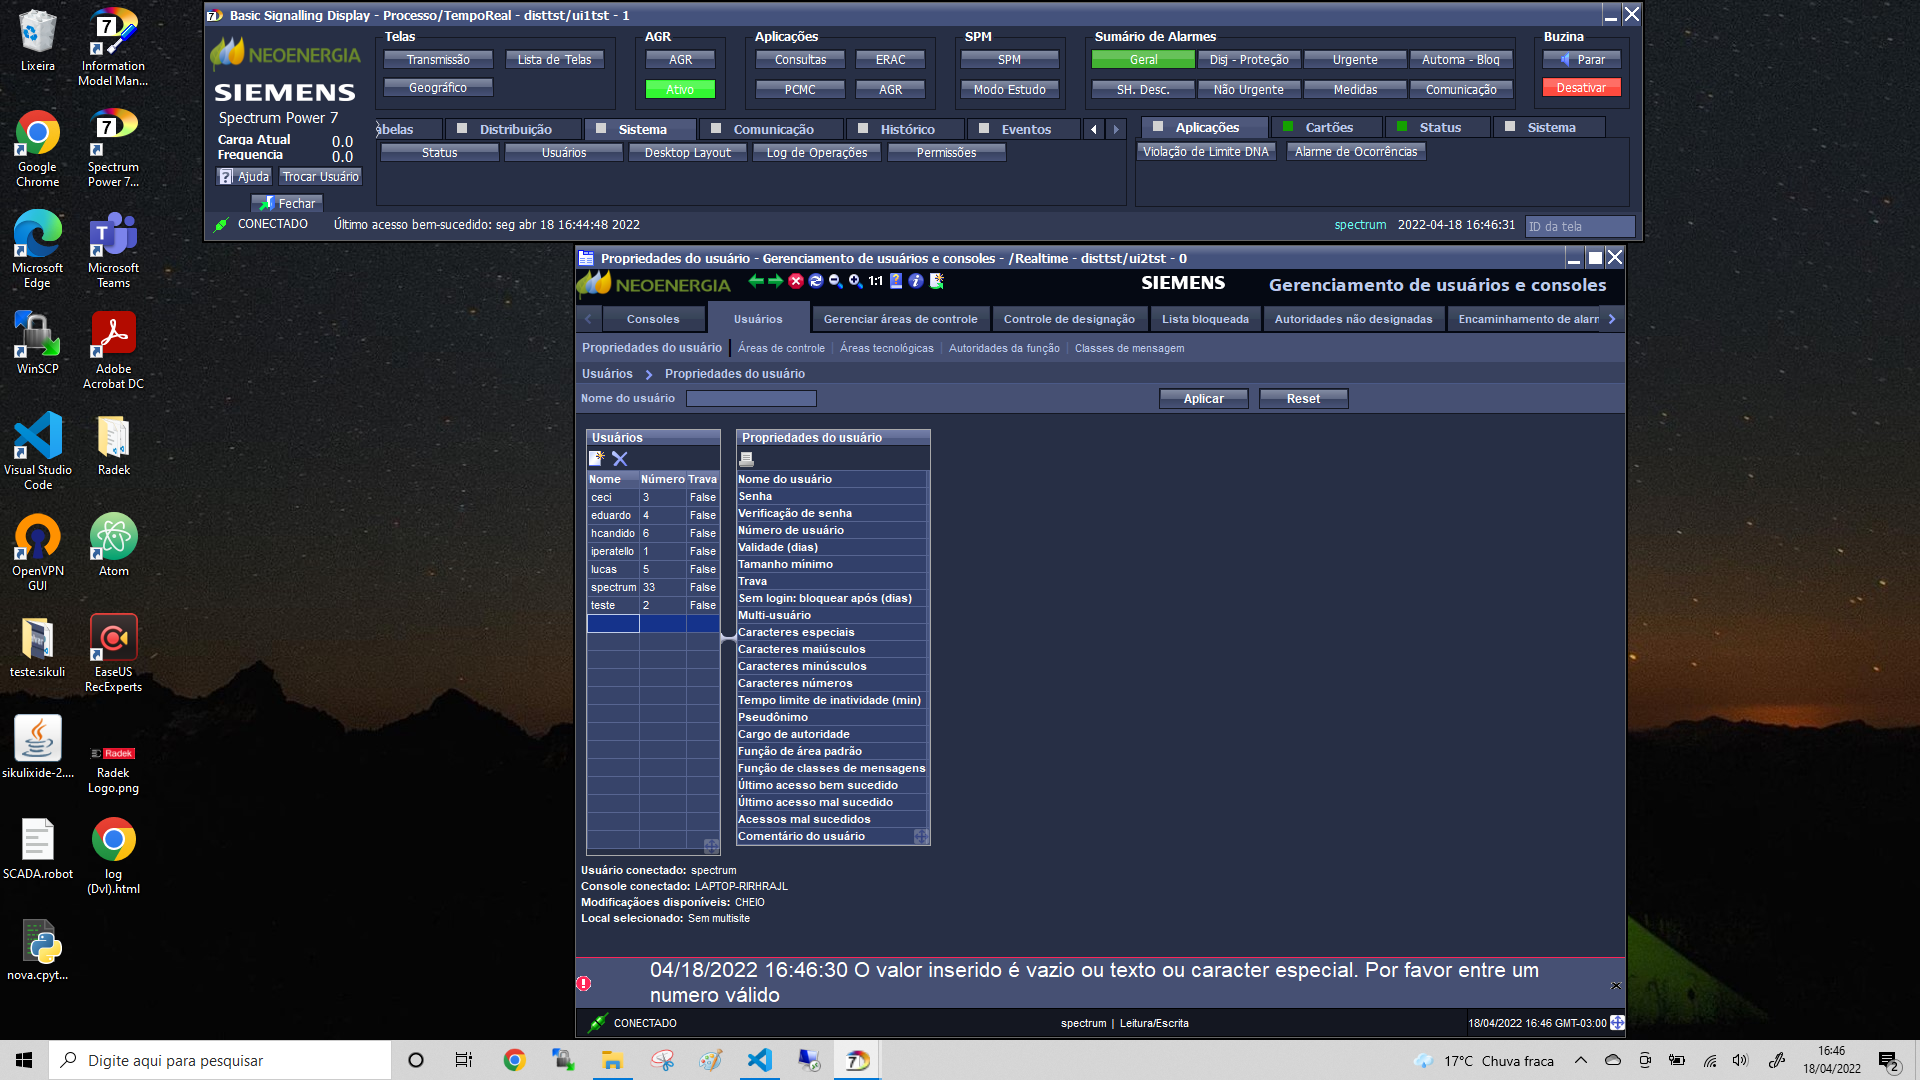 Lixeira
Information
Model Man...
Google
Chrome
Spectrum
Power 7...
Microsoft
Edge
Microsoft
Teams
WinSCP
Adobe
Acrobat DC
Visual Studio
Code
Radek
OpenVPN
GUI
Atom
teste.sikuli
EaseUS
RecExperts
sikulixide-2....
Radek
Radek
Logo.png
SCADA.robot
log
(Dvl).html
nova.cpyt...
Basic Signalling Display - Processo/TempoReal - disttst/ui1tst - 1
NEOENERGIA
SIEMENS
Spectrum Power 7
Carga Atual 0.0
Frequencia 0.0
Ajuda Trocar Usuário
Fechar
Telas
Transmissão Lista de Telas
Geográfico
AGR
AGR
Ativo
Aplicações
Consultas ERAC
PCMC AGR
SPM
SPM
Modo Estudo
Sumário de Alarmes
Geral Disj - Proteção Urgente Automa - Bloq
SH. Desc. Não Urgente Medidas Comunicação
Buzina
Parar
Desativar
abelas Distribuição Sistema Comunicação Histórico Eventos
Status Usuários Desktop Layout Log de Operações Permissões
Aplicações Cartões Status Sistema
Violação de Limite DNA Alarme de Ocorrências
CONECTADO Último acesso bem-sucedido: seg abr 18 16:44:48 2022 spectrum 2022-04-18 16:46:31 ID da tela
Propriedades do usuário - Gerenciamento de usuários e consoles - /Realtime - disttst/ui2tst - 0
NEOENERGIA 1:1 SIEMENS Gerenciamento de usuários e consoles
Consoles Usuários Gerenciar áreas de controle Controle de designação Lista bloqueada Autoridades não designadas Encaminhamento de alarn
Propriedades do usuário Áreas de controle Áreas tecnológicas Autoridades da função Classes de mensagem
Usuários Propriedades do usuário
Nome do usuário Aplicar Reset
Usuários
Nome Número Trava
ceci 3 False
eduardo 4 False
hcandido 6 False
iperatello 1 False
lucas 5 False
spectrum 33 False
teste 2 False
Propriedades do usuário
Nome do usuário
Senha
Verificação de senha
Número de usuário
Validade (dias)
Tamanho mínimo
Trava
Sem login: bloquear após (dias)
Multi-usuário
Caracteres especiais
Caracteres maiúsculos
Caracteres minúsculos
Caracteres números
Tempo limite de inatividade (min)
Pseudônimo
Cargo de autoridade
Função de área padrão
Função de classes de mensagens
Último acesso bem sucedido
Último acesso mal sucedido
Acessos mal sucedidos
Comentário do usuário
Usuário conectado: spectrum
Console conectado: LAPTOP-RIRHRAJL
Modificaçãoes disponíveis: CHEIO
Local selecionado: Sem multisite
04/18/2022 16:46:30 O valor inserido é vazio ou texto ou caracter especial. Por favor entre um
numero válido
CONECTADO spectrum | Leitura/Escrita 18/04/2022 16:46 GMT-03:00
Digite aqui para pesquisar
17°C Chuva fraca
16:46
18/04/2022
2